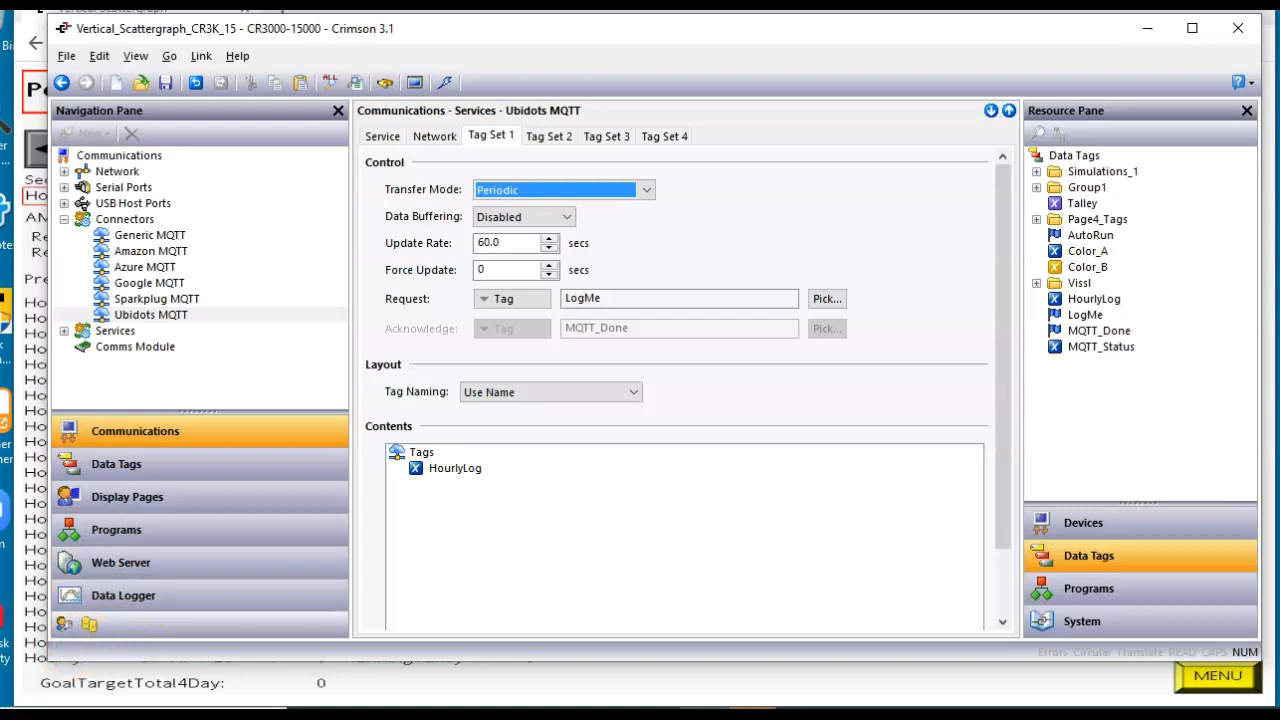 Vertical_Scattergraph_CR3K_15 - CR3000-15000 - Crimson 3.1
File Edit View Go Link Help
Navigation Pane
New
Communications
Network
Serial Ports
USB Host Ports
Connectors
Generic MQTT
Amazon MQTT
Azure MQTT
Google MQTT
Sparkplug MQTT
Ubidots MQTT
Services
Comms Module
Communications
Data Tags
Display Pages
Programs
Web Server
Data Logger
Communications - Services - Ubidots MQTT
Service Network Tag Set 1 Tag Set 2 Tag Set 3 Tag Set 4
Control
Transfer Mode: Periodic
Data Buffering: Disabled
Update Rate: 60.0 secs
Force Update: 0 secs
Request: Tag LogMe Pick...
Acknowledge: Tag MQTT_Done Pick...
Layout
Tag Naming: Use Name
Contents
Tags
HourlyLog
Resource Pane
Data Tags
Simulations_1
Group1
Talley
Page4_Tags
AutoRun
Color_A
Color_B
Vissl
HourlyLog
LogMe
MQTT_Done
MQTT_Status
Devices
Data Tags
Programs
System
Errors Circular Translate READ CAPS NUM
GoalTargetTotal4Day: 0
MENU